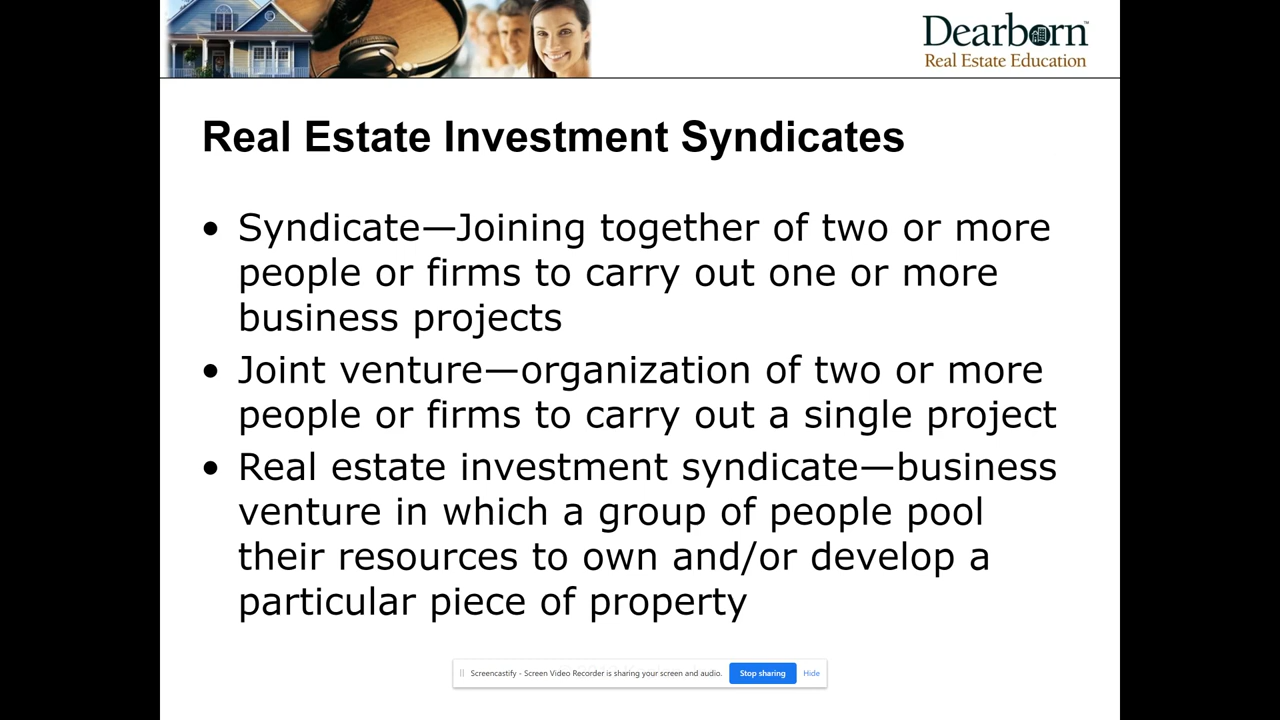 Dearborn™
Real Estate Education
Real Estate Investment Syndicates
• Syndicate—Joining together of two or more
people or firms to carry out one or more
business projects
• Joint venture—organization of two or more
people or firms to carry out a single project
• Real estate investment syndicate—business
venture in which a group of people pool
their resources to own and/or develop a
particular piece of property
Screencastify - Screen Video Recorder is sharing your screen and audio. Stop sharing Hide